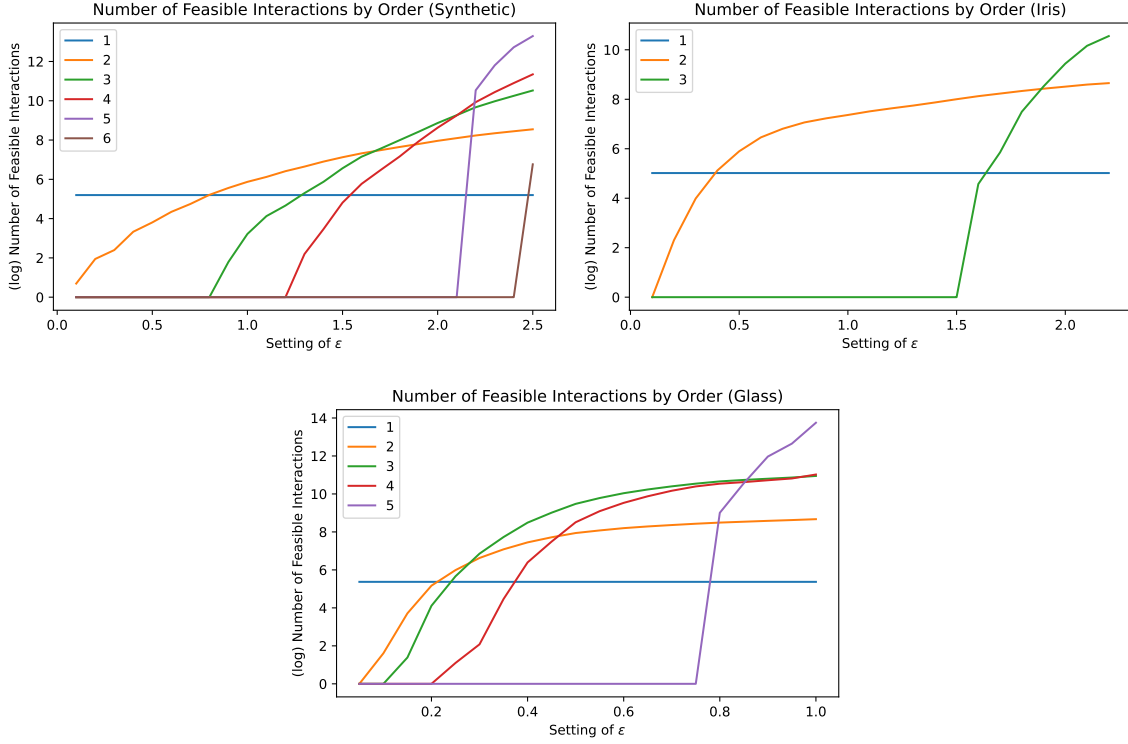 Number of Feasible Interactions by Order (Synthetic)
(log) Number of Feasible Interactions
12
10
8
6
4
2
0
1
2
3
4
5
6
0.0 0.5 1.0 1.5 2.0 2.5
Setting of ε
Number of Feasible Interactions by Order (Iris)
(log) Number of Feasible Interactions
10
8
6
4
2
0
1
2
3
0.0 0.5 1.0 1.5 2.0
Setting of ε
Number of Feasible Interactions by Order (Glass)
(log) Number of Feasible Interactions
14
12
10
8
6
4
2
0
1
2
3
4
5
0.2 0.4 0.6 0.8 1.0
Setting of ε